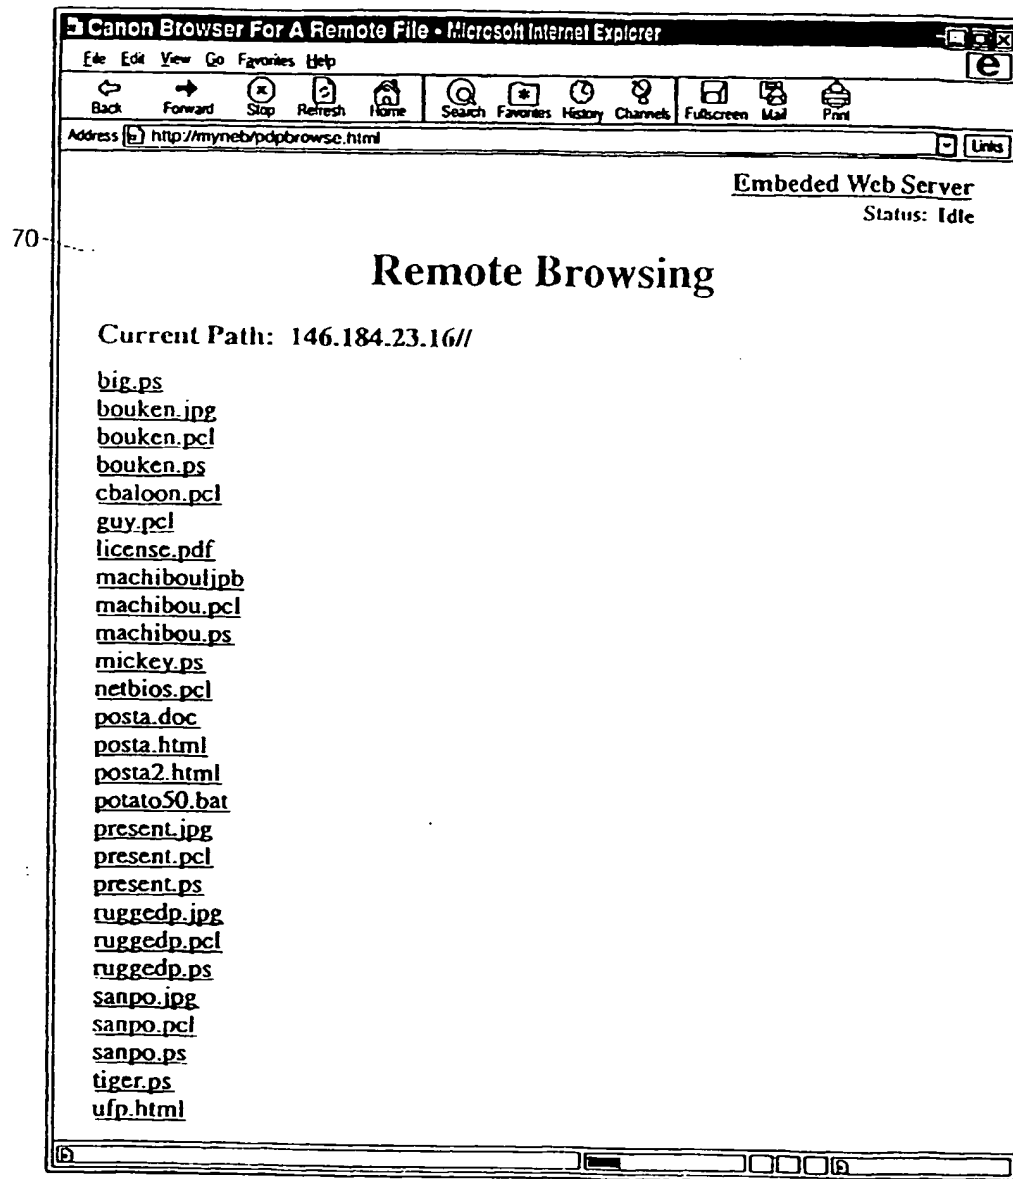 Canon Browser For A Remote File - Microsoft Internet Explorer
File Edit View Go Favorites Help
e
Back Forward Stop Refresh Home Search Favorites History Channels Fullscreen Mail Print
Address http://myneb/pdpbrowse.html Links
Embeded Web Server
Status: Idle
70
Remote Browsing
Current Path: 146.184.23.16//
big.ps
bouken.jpg
bouken.pcl
bouken.ps
cbaloon.pcl
guy.pcl
license.pdf
machibouljpb
machibou.pcl
machibou.ps
mickey.ps
netbios.pcl
posta.doc
posta.html
posta2.html
potato50.bat
present.jpg
present.pcl
present.ps
ruggedp.jpg
ruggedp.pcl
ruggedp.ps
sanpo.jpg
sanpo.pcl
sanpo.ps
tiger.ps
ufp.html